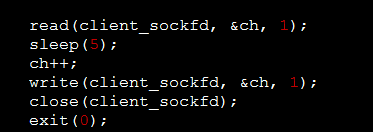 read(client_sockfd, &ch, 1);
sleep(5);
ch++;
write(client_sockfd, &ch, 1);
close(client_sockfd);
exit(0);